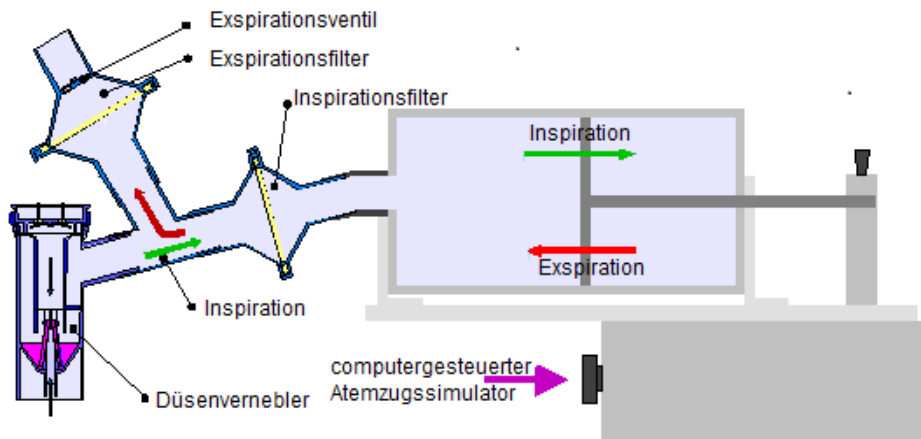 Exspirationsventil
Exspirationsfilter
Inspirationsfilter
Inspiration
Exspiration
Inspiration
computergesteuerter
Atemzugssimulator
Düsenvernebler